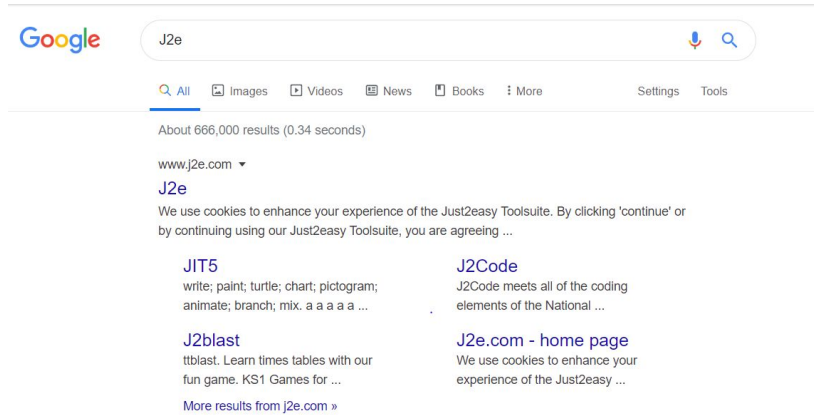 Google
J2e
All Images Videos News Books More Settings Tools
About 666,000 results (0.34 seconds)
www.j2e.com
J2e
We use cookies to enhance your experience of the Just2easy Toolsuite. By clicking 'continue' or
by continuing using our Just2easy Toolsuite, you are agreeing ...
JIT5
write; paint; turtle; chart; pictogram;
animate; branch; mix. a a a a a ...
J2Code
J2Code meets all of the coding
elements of the National ...
J2blast
ttblast. Learn times tables with our
fun game. KS1 Games for ...
J2e.com - home page
We use cookies to enhance your
experience of the Just2easy ...
More results from j2e.com »